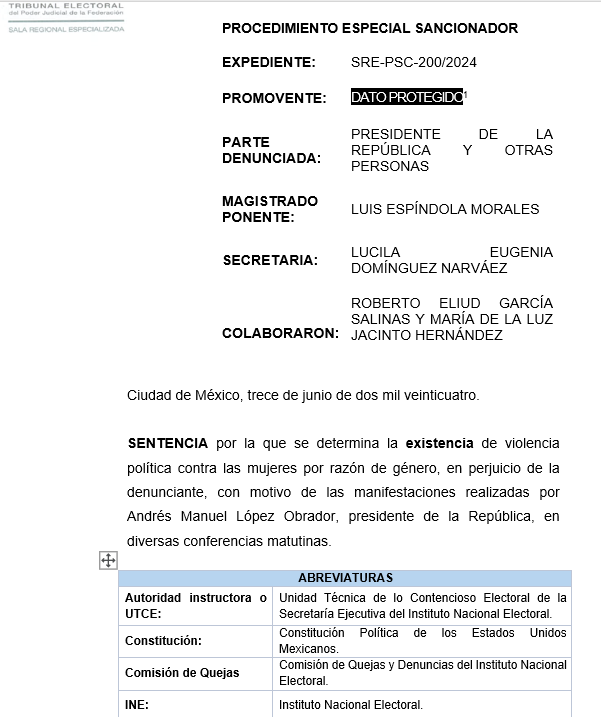 TRIBUNAL ELECTORAL
del Poder Judicial de la Federación
SALA REGIONAL ESPECIALIZADA
PROCEDIMIENTO ESPECIAL SANCIONADOR
EXPEDIENTE: SRE-PSC-200/2024
PROMOVENTE: DATO PROTEGIDO¹
PARTE DENUNCIADA:
PRESIDENTE DE LA
REPÚBLICA Y OTRAS
PERSONAS
MAGISTRADO
PONENTE:
LUIS ESPÍNDOLA MORALES
SECRETARIA:
LUCILA EUGENIA
DOMÍNGUEZ NARVÁEZ
COLABORARON:
ROBERTO ELIUD GARCÍA
SALINAS Y MARÍA DE LA LUZ
JACINTO HERNÁNDEZ
Ciudad de México, trece de junio de dos mil veinticuatro.
SENTENCIA por la que se determina la existencia de violencia
política contra las mujeres por razón de género, en perjuicio de la
denunciante, con motivo de las manifestaciones realizadas por
Andrés Manuel López Obrador, presidente de la República, en
diversas conferencias matutinas.
ABREVIATURAS
Autoridad instructora o
UTCE:
Unidad Técnica de lo Contencioso Electoral de la
Secretaría Ejecutiva del Instituto Nacional Electoral.
Constitución:
Constitución Política de los Estados Unidos
Mexicanos.
Comisión de Quejas
Comisión de Quejas y Denuncias del Instituto Nacional
Electoral.
INE:
Instituto Nacional Electoral.